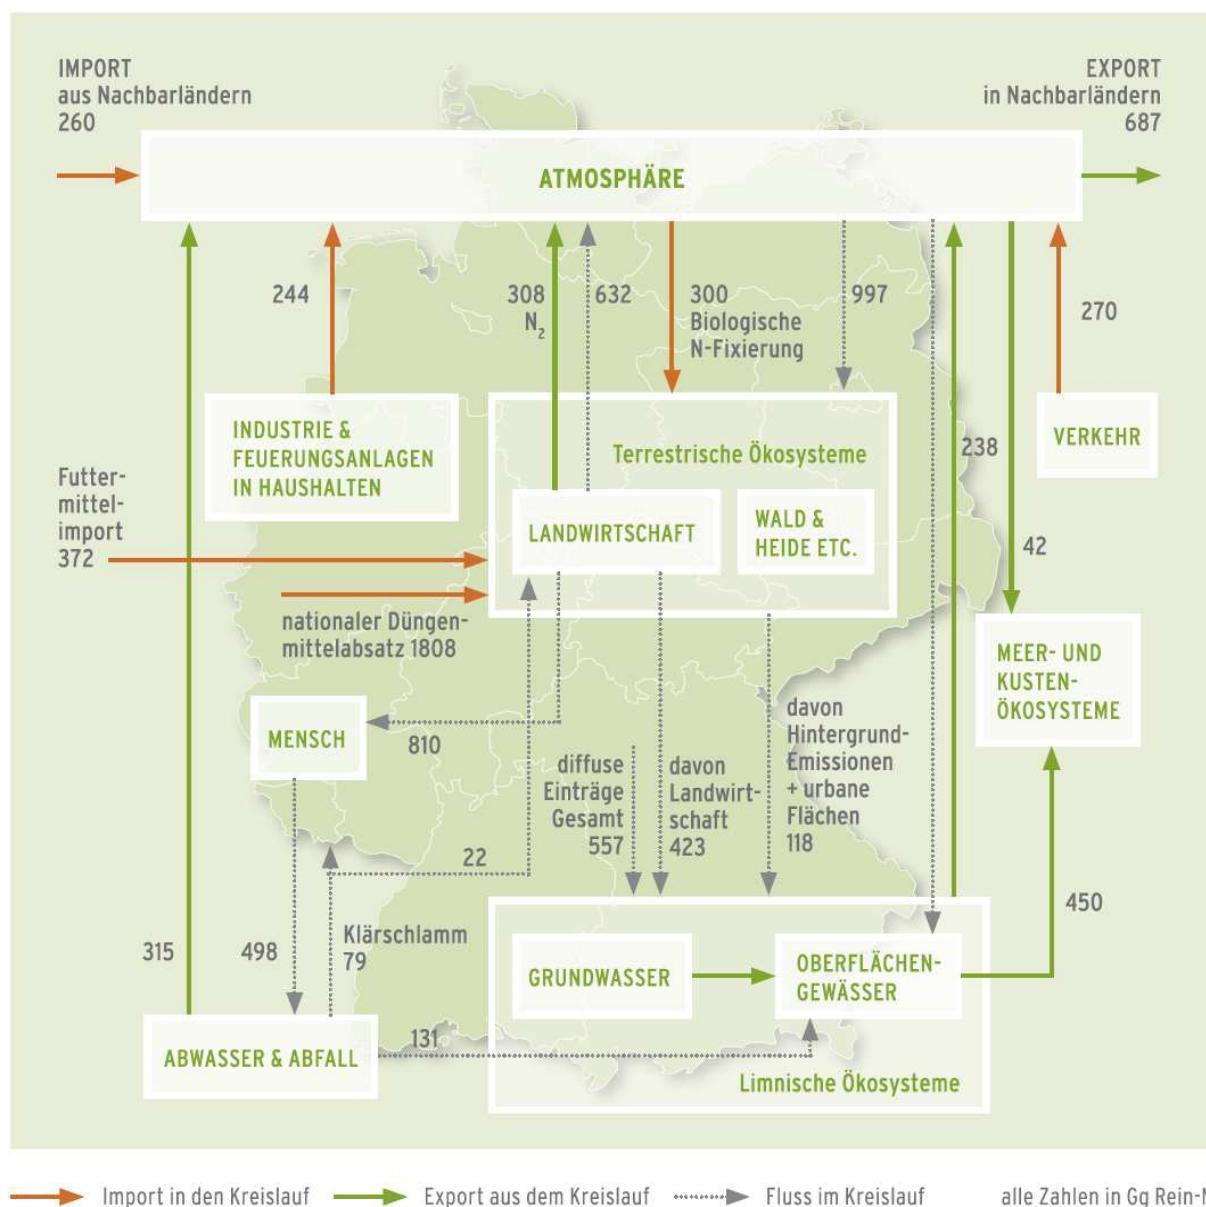 IMPORT
aus Nachbarländern
260
EXPORT
in Nachbarländern
687
ATMOSPHÄRE
244
308
N₂
632
300
Biologische
N-Fixierung
997
270
INDUSTRIE &
FEUERUNGSANLAGEN
IN HAUSHALTEN
Terrestrische Ökosysteme
238
VERKEHR
Futter-
mittel-
import
372
LANDWIRTSCHAFT
WALD &
HEIDE ETC.
42
nationaler Düngen-
mittelabsatz 1808
MEER- UND
KUSTEN-
ÖKOSYSTEME
MENSCH
810
diffuse
Einträge
Gesamt
557
davon
Landwirt-
schaft
423
davon
Hintergrund-
Emissionen
+ urbane
Flächen
118
22
450
315
498
Klärschlamm
79
GRUNDWASSER
OBERFLÄCHEN-
GEWÄSSER
ABWASSER & ABFALL
131
Limnische Ökosysteme
Import in den Kreislauf
Export aus dem Kreislauf
Fluss im Kreislauf
alle Zahlen in Gg Rein-N